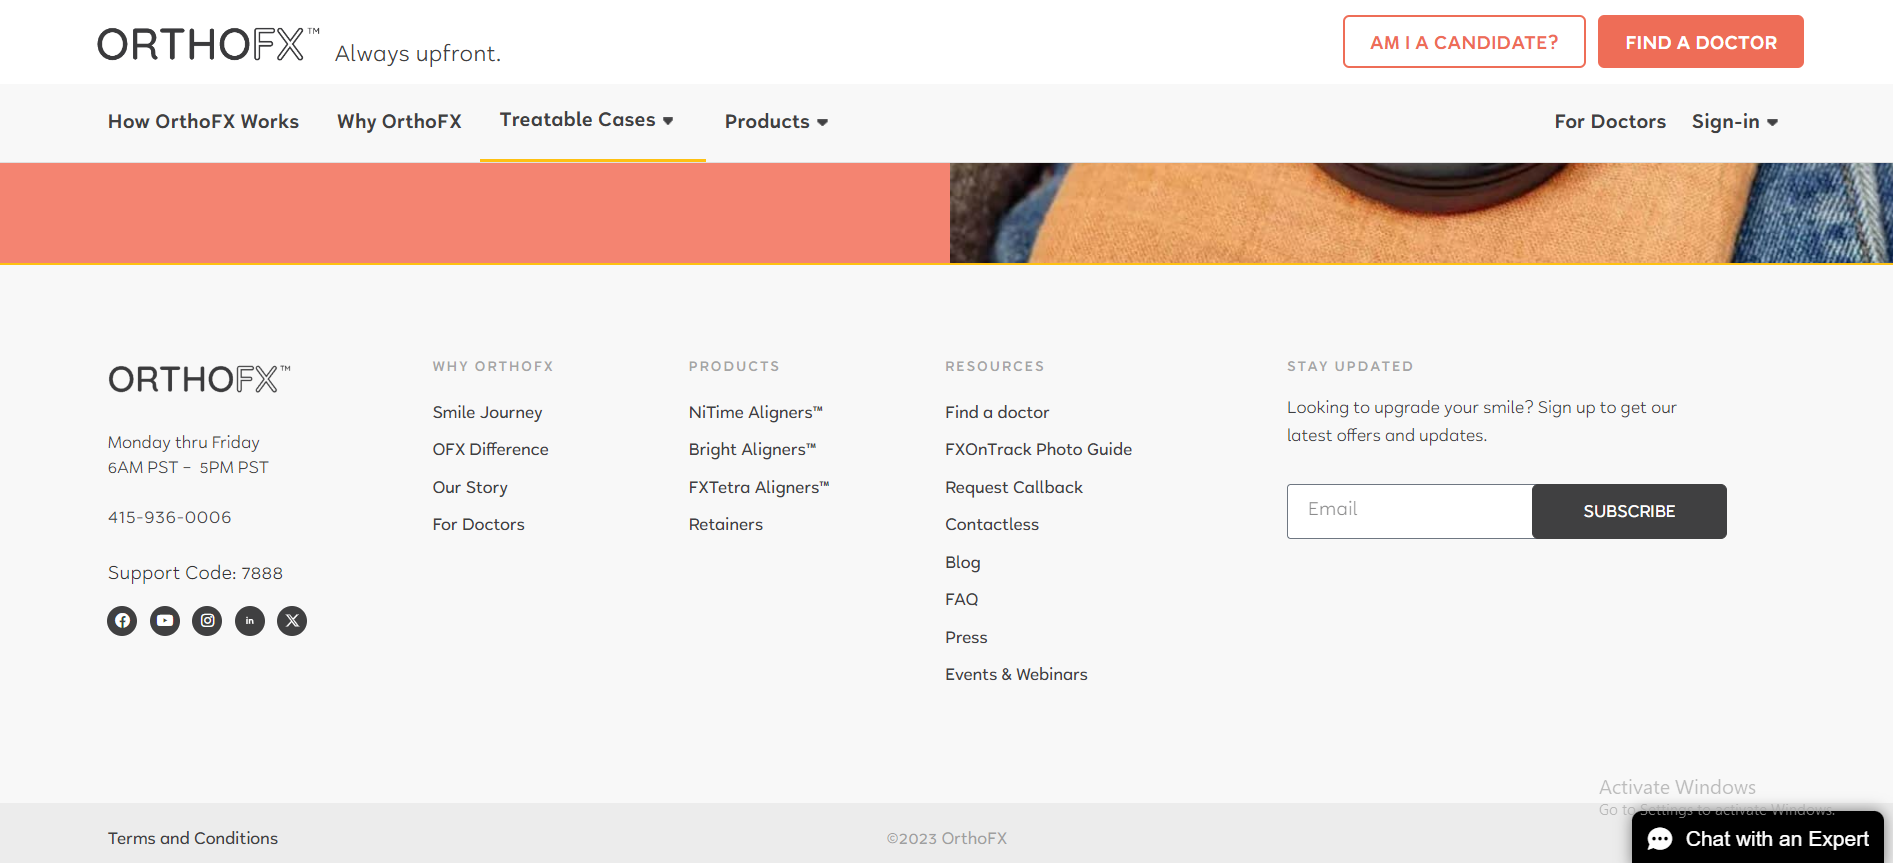 ORTHOFX™ Always upfront.
AM I A CANDIDATE?
FIND A DOCTOR
How OrthoFX Works
Why OrthoFX
Treatable Cases
Products
For Doctors
Sign-in
ORTHOFX™
Monday thru Friday
6AM PST – 5PM PST
415-936-0006
Support Code: 7888
WHY ORTHOFX
Smile Journey
OFX Difference
Our Story
For Doctors
PRODUCTS
NiTime Aligners™
Bright Aligners™
FXTetra Aligners™
Retainers
RESOURCES
Find a doctor
FXOnTrack Photo Guide
Request Callback
Contactless
Blog
FAQ
Press
Events & Webinars
STAY UPDATED
Looking to upgrade your smile? Sign up to get our
latest offers and updates.
Email
SUBSCRIBE
Activate Windows
Go to Settings to activate Windows.
Terms and Conditions
©2023 OrthoFX
Chat with an Expert